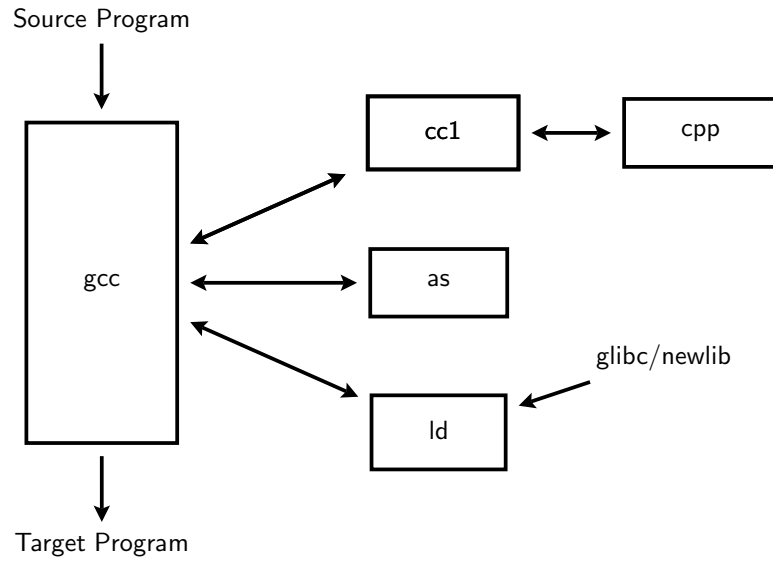 Source Program
cc1
cpp
gcc
as
glibc/newlib
ld
Target Program